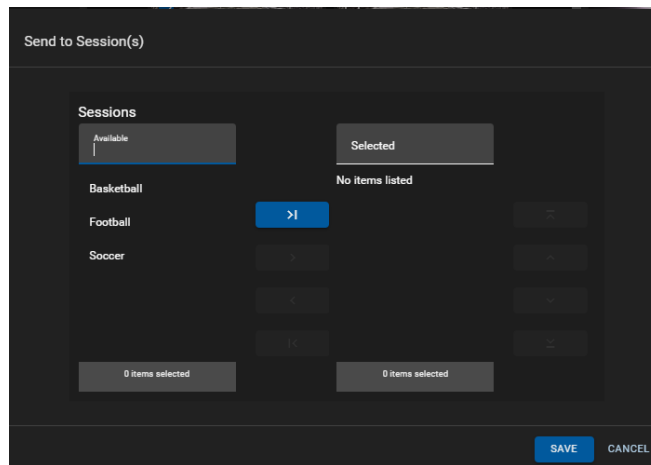 Send to Session(s)
Sessions
Available
Selected
No items listed
Basketball
Football
Soccer
0 items selected
0 items selected
SAVE
CANCEL